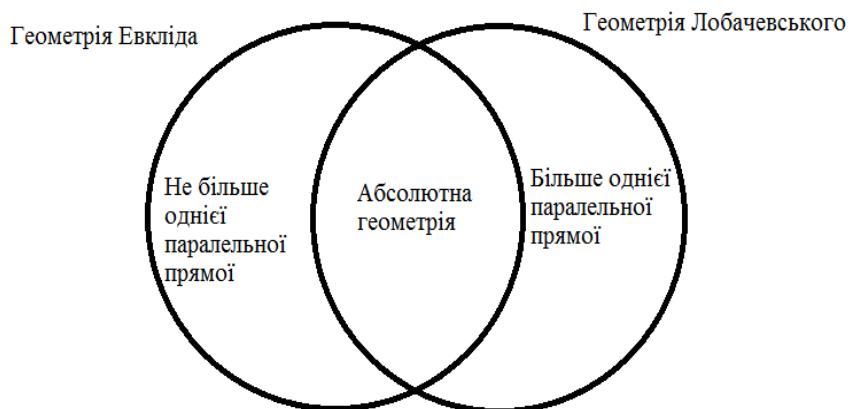 Геометрія Евкліда
Геометрія Лобачевського
Не більше
однієї
паралельної
прямої
Абсолютна
геометрія
Більше однієї
паралельної
прямої